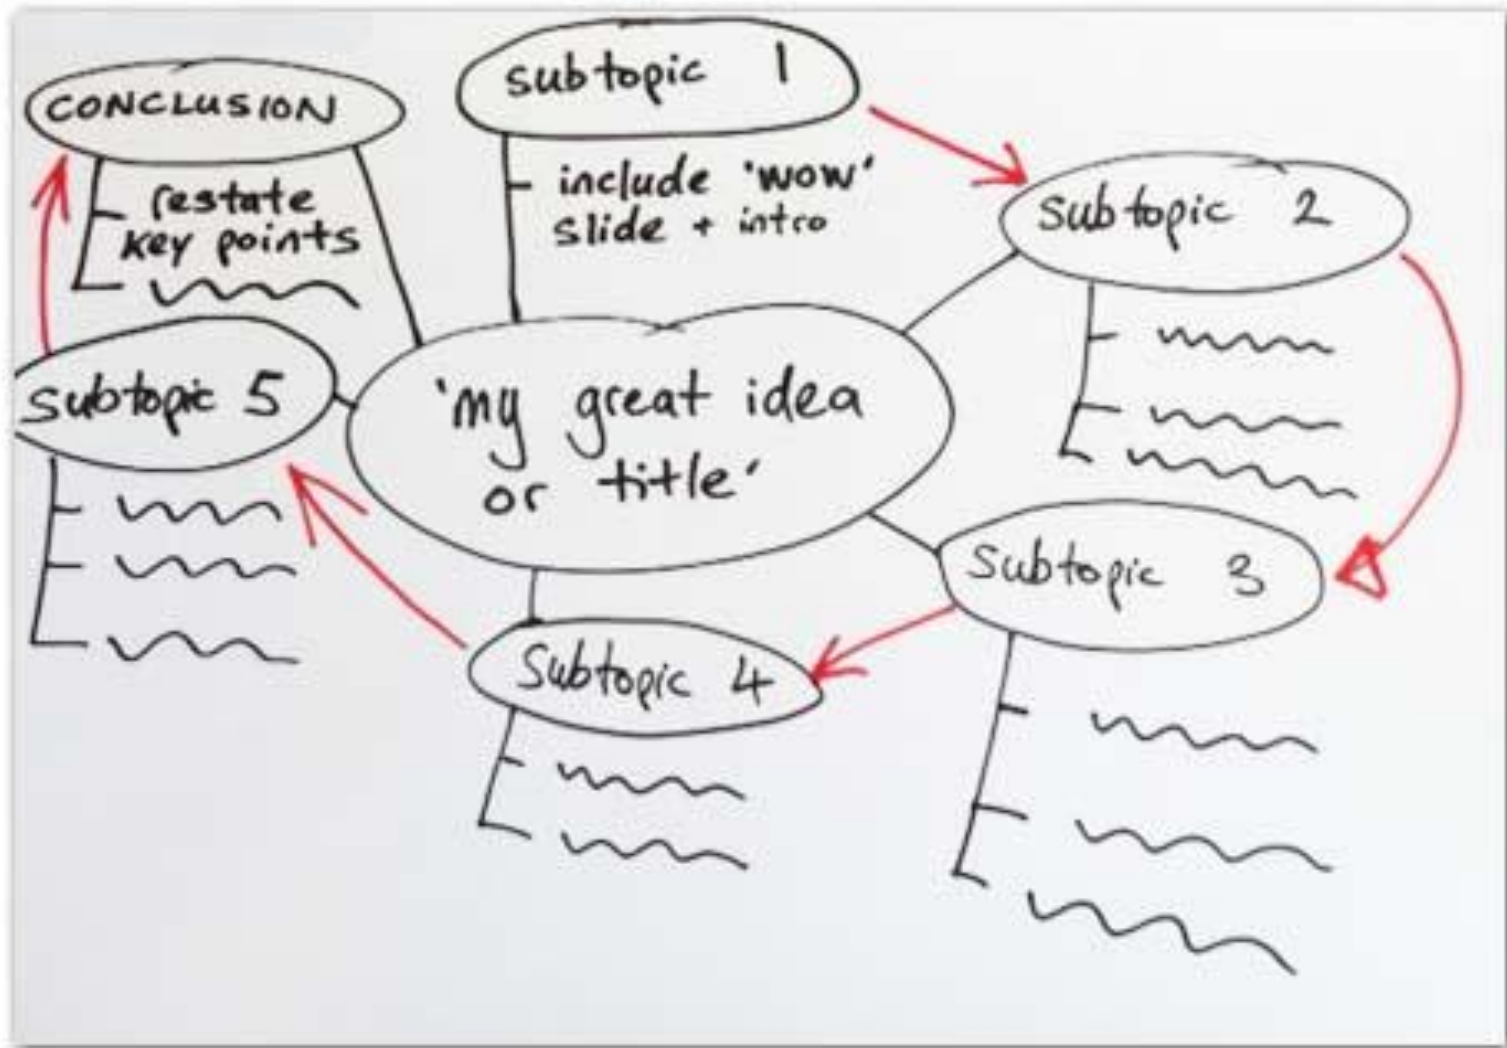 subtopic 1
include 'wow'
slide + intro
subtopic 2
subtopic 3
subtopic 4
subtopic 5
CONCLUSION
restate
key points
'my great idea
or title'